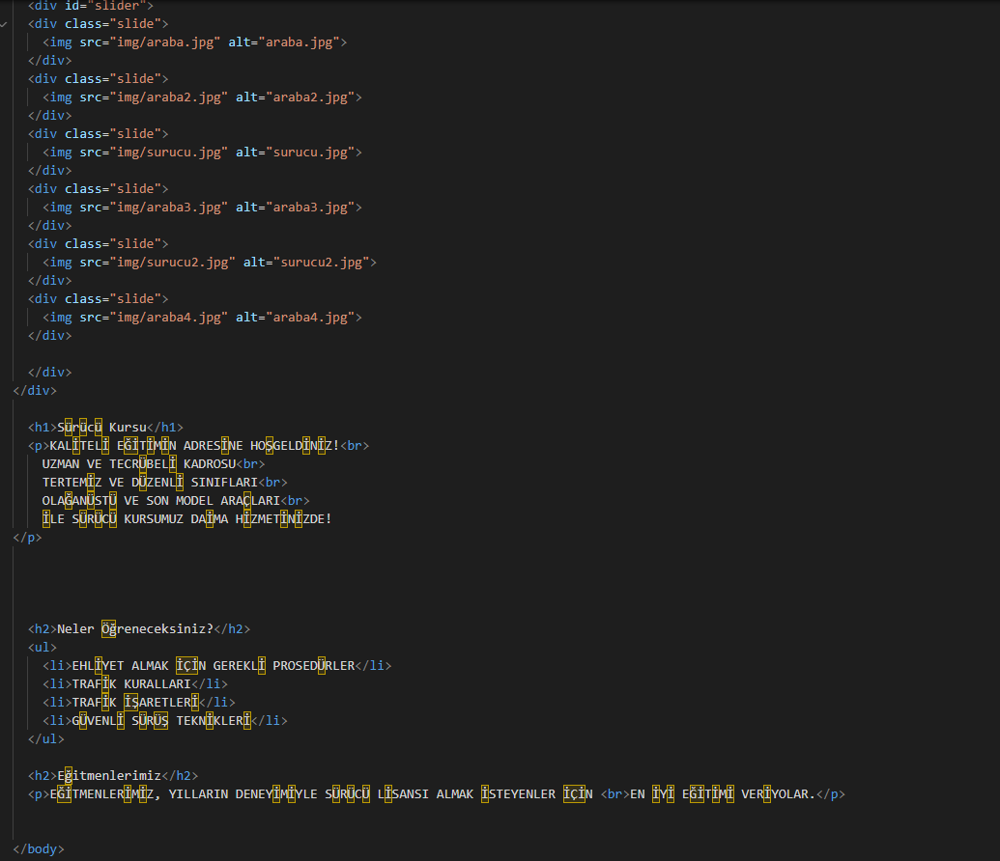 <div id="slider">
<div class="slide">
<img src="img/araba.jpg" alt="araba.jpg">
</div>
<div class="slide">
<img src="img/araba2.jpg" alt="araba2.jpg">
</div>
<div class="slide">
<img src="img/surucu.jpg" alt="surucu.jpg">
</div>
<div class="slide">
<img src="img/araba3.jpg" alt="araba3.jpg">
</div>
<div class="slide">
<img src="img/surucu2.jpg" alt="surucu2.jpg">
</div>
<div class="slide">
<img src="img/araba4.jpg" alt="araba4.jpg">
</div>
</div>
</div>
<h1>Sürücü Kursu</h1>
<p>KALİTELİ EĞİTİMİN ADRESİNE HOŞGELDİNİZ!<br>
UZMAN VE TECRÜBELİ KADROSU<br>
TERTEMİZ VE DÜZENLİ SINIFLARI<br>
OLAĞANÜSTÜ VE SON MODEL ARAÇLARI<br>
İLE SÜRÜCÜ KURSUMUZ DAİMA HİZMETİNİZDE!
</p>
<h2>Neler Öğreneceksiniz?</h2>
<ul>
<li>EHLİYET ALMAK İÇİN GEREKLİ PROSEDÜRLER</li>
<li>TRAFİK KURALLARI</li>
<li>TRAFİK İŞARETLERİ</li>
<li>GÜVENLİ SÜRÜŞ TEKNİKLERİ</li>
</ul>
<h2>Eğitmenlerimiz</h2>
<p>EĞİTMENLERİMİZ, YILLARIN DENEYİMİYLE SÜRÜCÜ LİSANSI ALMAK İSTEYENLER İÇİN <br>EN İYİ EĞİTİMİ VERİYOLAR.</p>
</body>